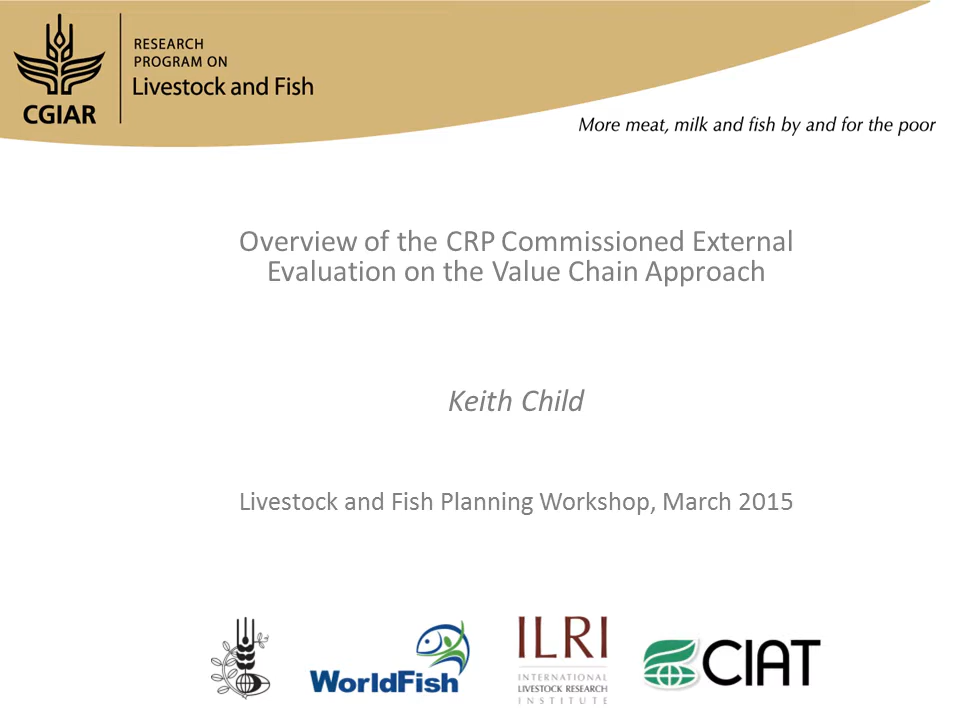 RESEARCH
PROGRAM ON
Livestock and Fish
CGIAR
More meat, milk and fish by and for the poor
Overview of the CRP Commissioned External
Evaluation on the Value Chain Approach
Keith Child
Livestock and Fish Planning Workshop, March 2015
WorldFish
ILRI
INTERNATIONAL
LIVESTOCK RESEARCH
INSTITUTE
CIAT